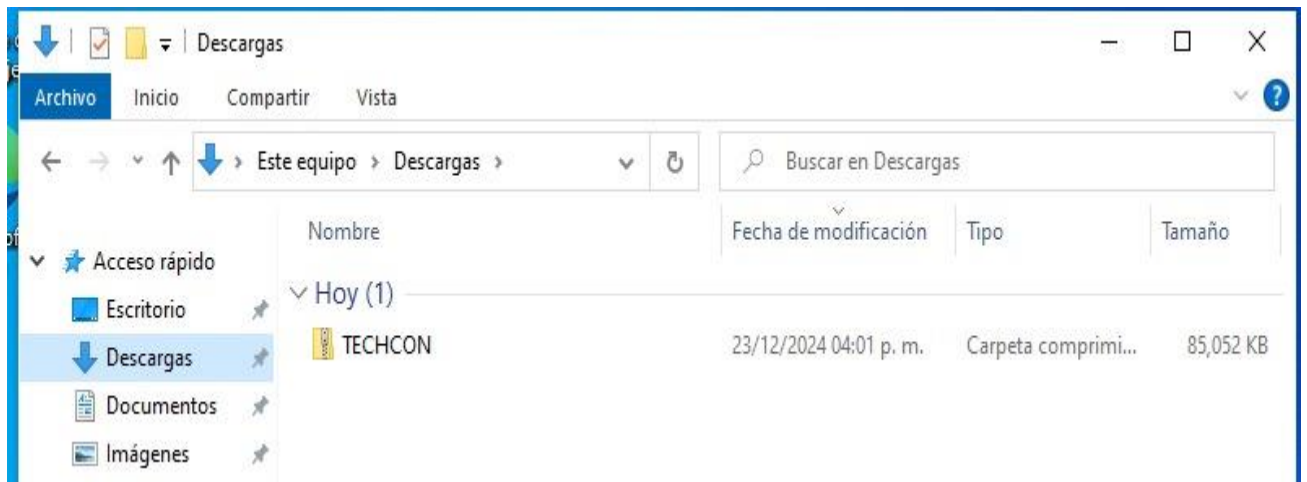 Descargas
Archivo Inicio Compartir Vista
Este equipo Descargas Buscar en Descargas
Nombre Fecha de modificación Tipo Tamaño
Acceso rápido
Hoy (1)
Escritorio
TECHCON 23/12/2024 04:01 p. m. Carpeta comprimi... 85,052 KB
Descargas
Documentos
Imágenes